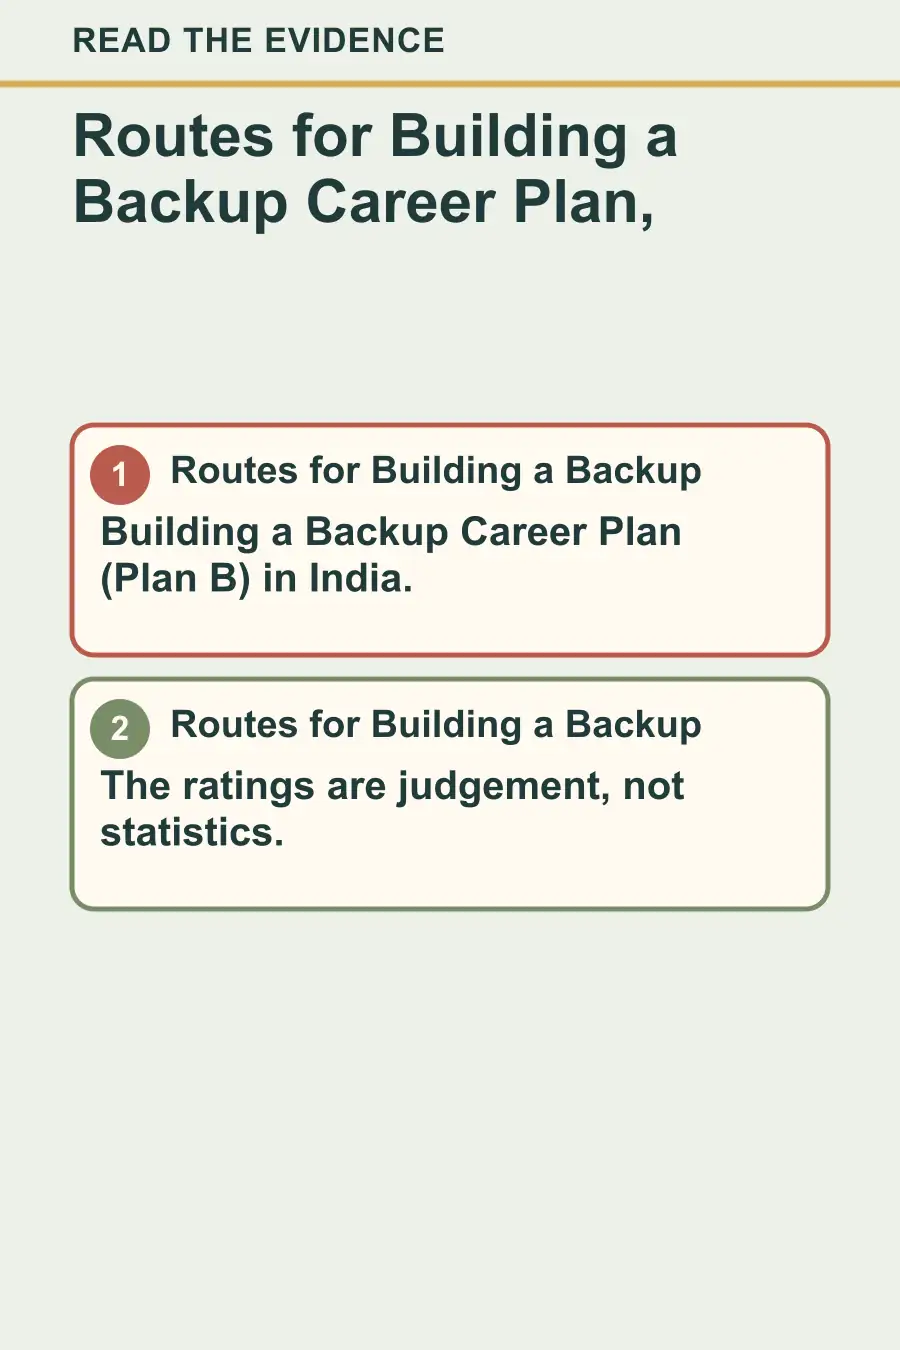 READ THE EVIDENCE
Routes for Building a
Backup Career Plan,
1
Routes for Building a Backup
Building a Backup Career Plan
(Plan B) in India.
2
Routes for Building a Backup
The ratings are judgement, not
statistics.